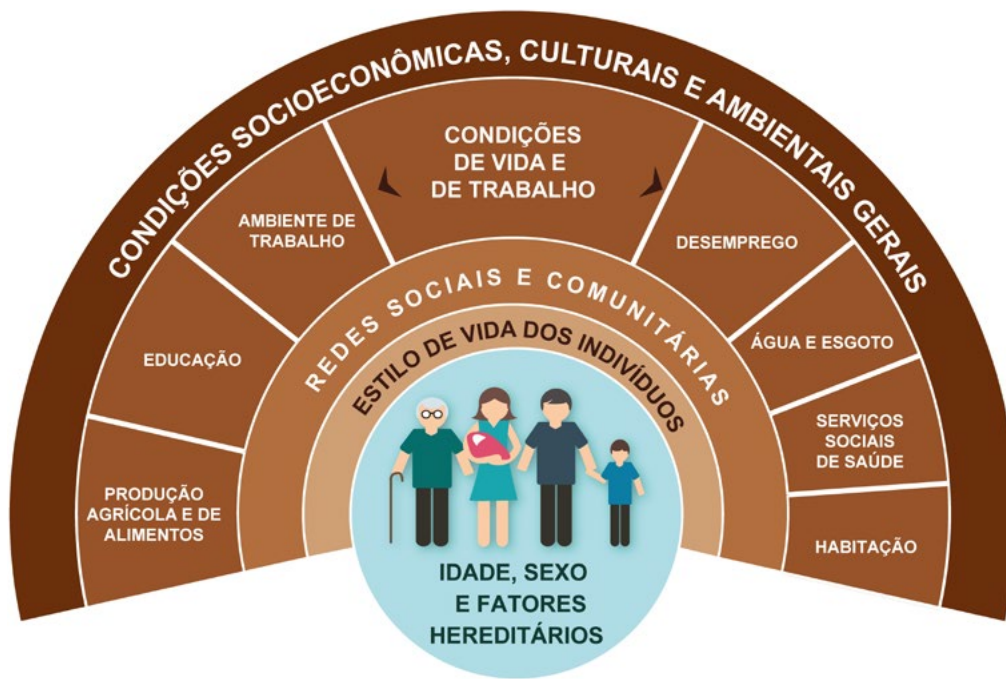 CONDIÇÕES SOCIOECONÔMICAS, CULTURAIS E AMBIENTAIS GERAIS
CONDIÇÕES
DE VIDA E
DE TRABALHO
AMBIENTE DE
TRABALHO
DESEMPREGO
EDUCAÇÃO
ÁGUA E ESGOTO
PRODUÇÃO
AGRÍCOLA E DE
ALIMENTOS
SERVIÇOS
SOCIAIS
DE SAÚDE
HABITAÇÃO
REDES SOCIAIS E COMUNITÁRIAS
ESTILO DE VIDA DOS INDIVÍDUOS
IDADE, SEXO
E FATORES
HEREDITÁRIOS